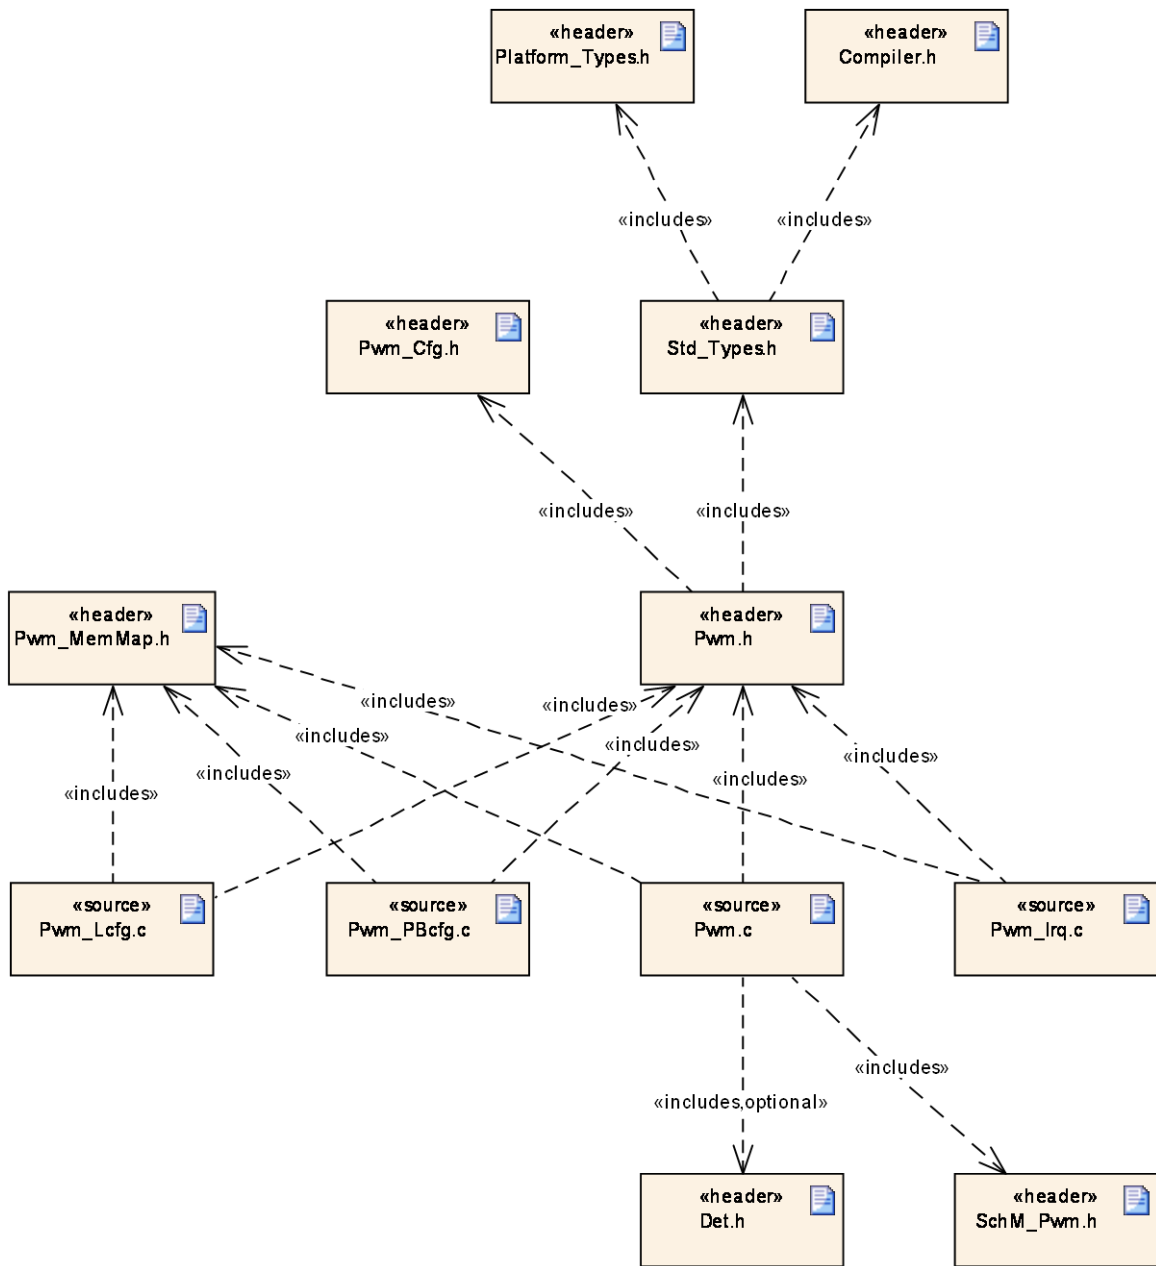 «header»
Platform_Types.h
«header»
Compiler.h
«includes»
«includes»
«header»
Pwm_Cfg.h
«header»
Std_Types.h
«includes»
«includes»
«header»
Pwm_MemMap.h
«header»
Pwm.h
«includes»
«includes»
«includes»
«includes»
«includes»
«includes»
«includes»
«includes»
«source»
Pwm_Lcfg.c
«source»
Pwm_PBcfg.c
«source»
Pwm.c
«source»
Pwm_Irq.c
«includes»
«includes,optional»
«header»
Det.h
«header»
SchM_Pwm.h